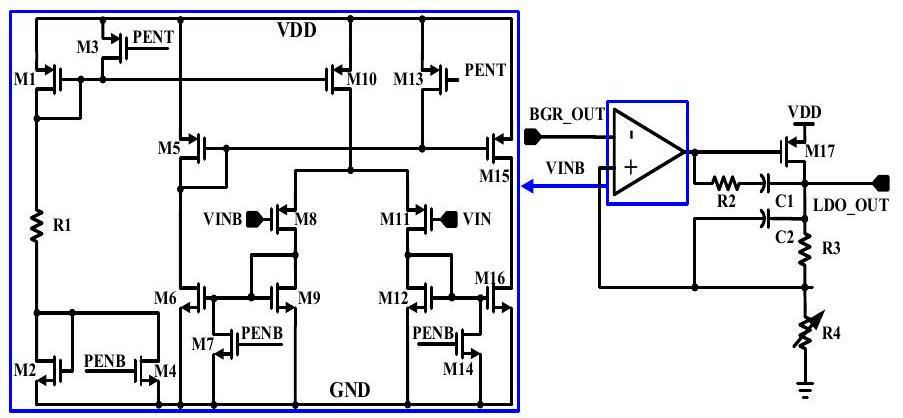 VDD
PENT
M3
M1
M10
M13
PENT
BGR_OUT
VDD
M5
M15
-
+
M17
VINB
R2
C1
LDO_OUT
R1
VINB
M8
M11
VIN
C2
R3
M6
M9
M12
M16
M7
PENB
PENB
M14
R4
M2
PENB
M4
GND